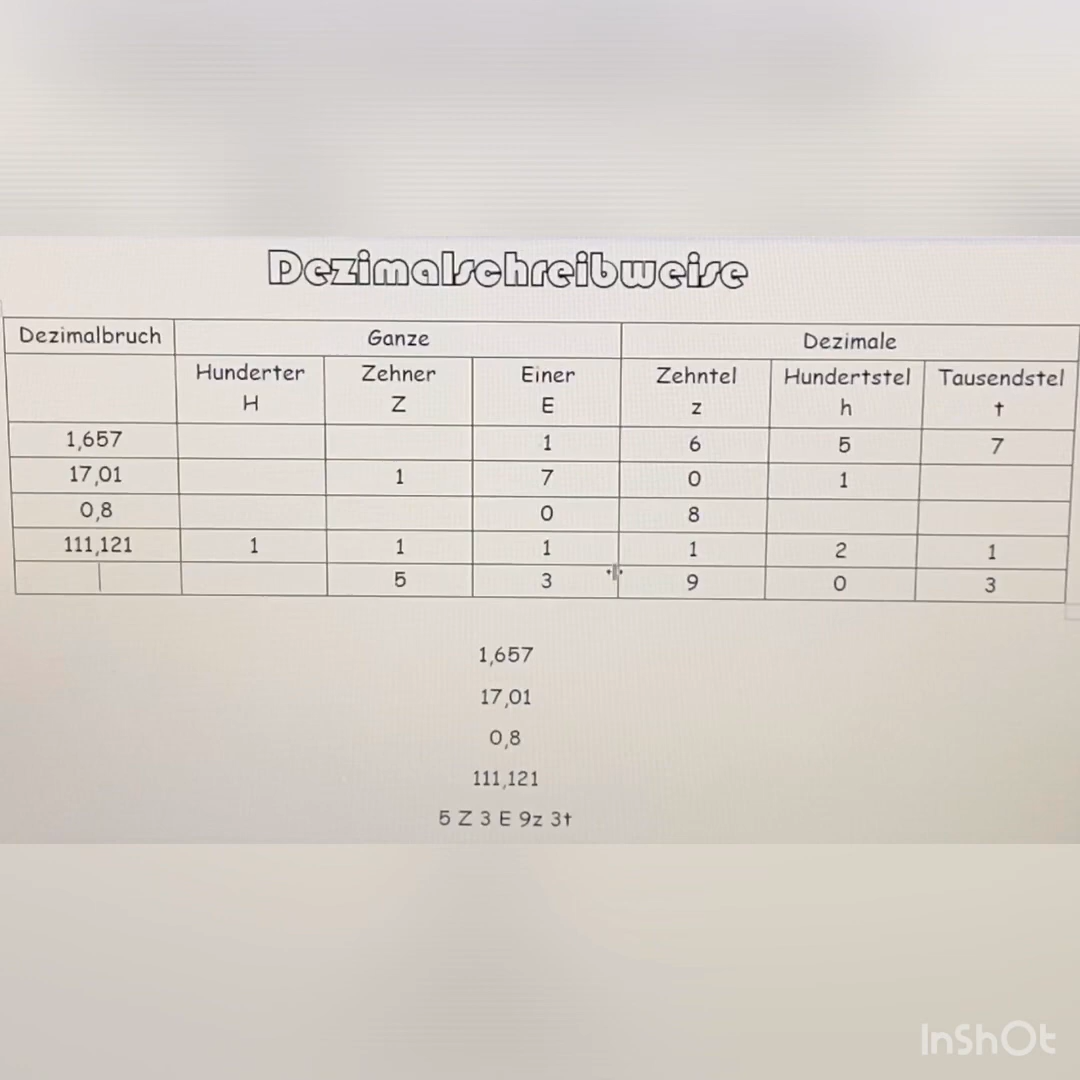 Dezimalschreibweise
Dezimalbruch Ganze Dezimale
Hunderter Zehner Einer Zehntel Hundertstel Tausendstel
H Z E z h t
1,657 1 6 5 7
17,01 1 7 0 1
0,8 0 8
111,121 1 1 1 1 2 1
5 3 9 0 3
1,657
17,01
0,8
111,121
5 Z 3 E 9z 3t
InShOt